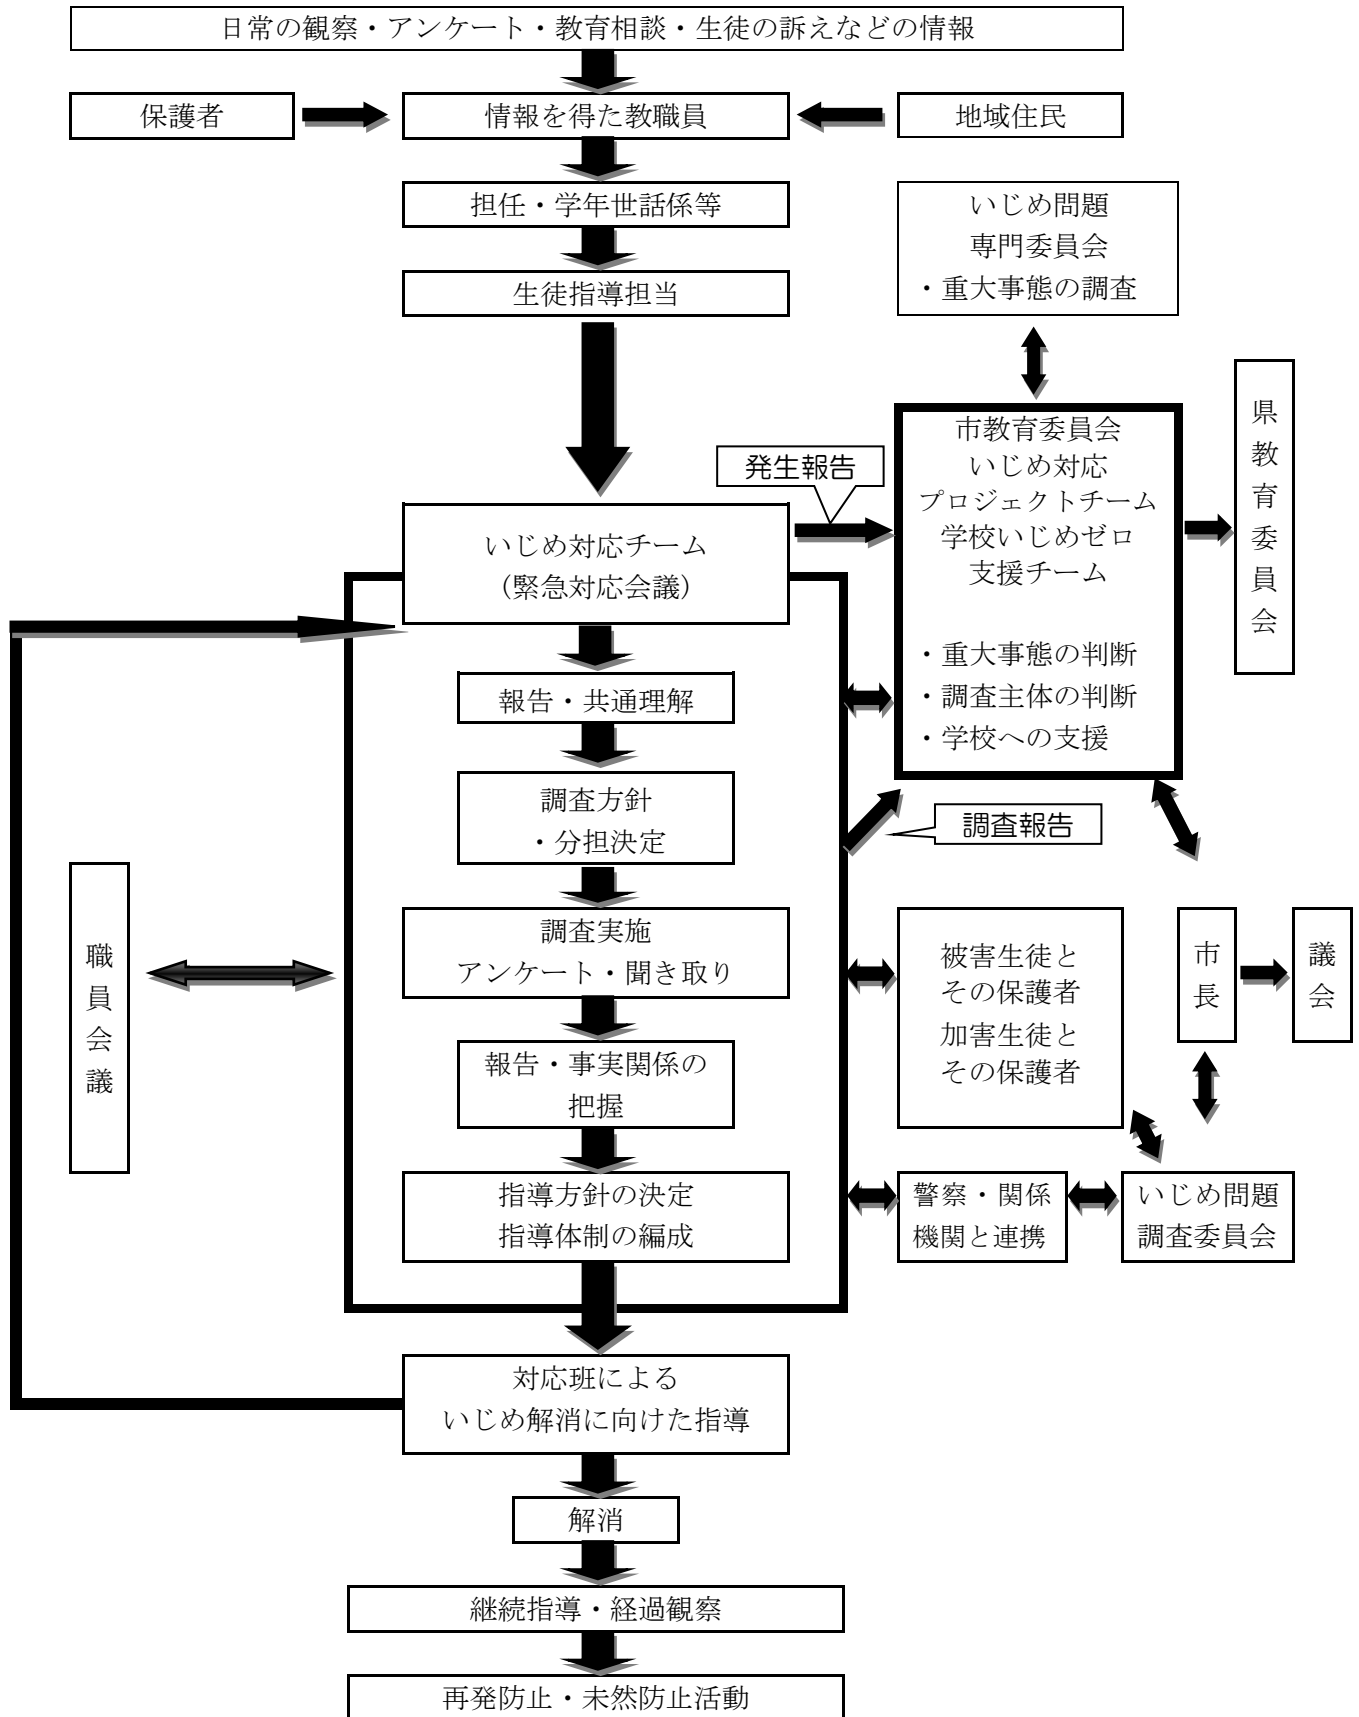 日常の観察・アンケート・教育相談・生徒の訴えなどの情報
保護者
情報を得た教職員
地域住民
担任・学年世話係等
生徒指導担当
いじめ問題
専門委員会
・重大事態の調査
県教育委員会
市教育委員会
いじめ対応
プロジェクトチーム
学校いじめゼロ
支援チーム
・重大事態の判断
・調査主体の判断
・学校への支援
発生報告
いじめ対応チーム
（緊急対応会議）
報告・共通理解
調査方針
・分担決定
調査報告
職員会議
調査実施
アンケート・聞き取り
被害生徒と
その保護者
加害生徒と
その保護者
市長
議会
報告・事実関係の
把握
指導方針の決定
指導体制の編成
警察・関係
機関と連携
いじめ問題
調査委員会
対応班による
いじめ解消に向けた指導
解消
継続指導・経過観察
再発防止・未然防止活動